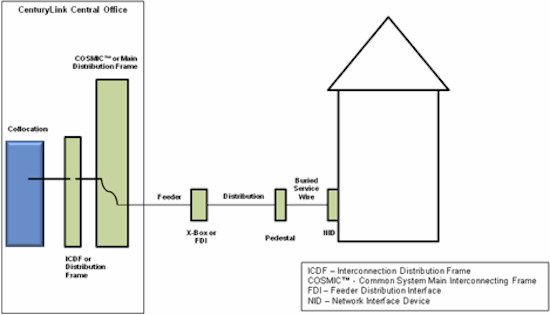 CenturyLink Central Office
COSMIC™ or Main
Distribution Frame
Collocation
ICDF or
Distribution
Frame
Feeder
X-Box or
FDI
Distribution
Pedestal
Buried
Service
Wire
NID
ICDF – Interconnection Distribution Frame
COSMIC™ - Common System Main Interconnecting Frame
FDI – Feeder Distribution Interface
NID – Network Interface Device